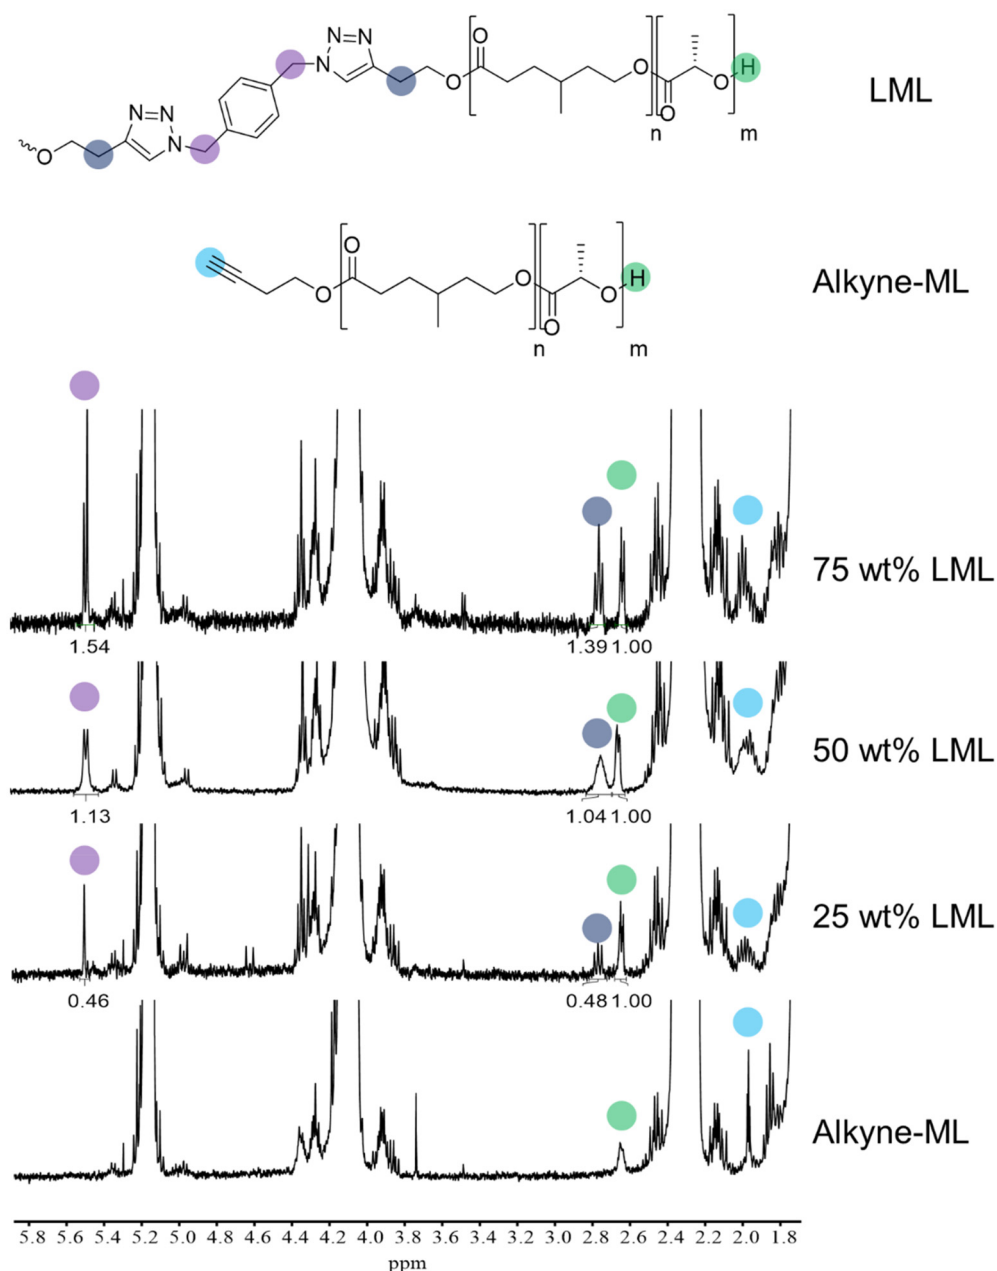 N=N
N
O
O
O
H
LML
N=N
N
O
n
m
O
O
O
O
H
Alkyne-ML
O
O
n
m
75 wt% LML
1.54
1.39 1.00
50 wt% LML
1.13
1.04 1.00
25 wt% LML
0.46
0.48 1.00
Alkyne-ML
5.8 5.6 5.4 5.2 5.0 4.8 4.6 4.4 4.2 4.0 3.8 3.6 3.4 3.2 3.0 2.8 2.6 2.4 2.2 2.0 1.8
ppm